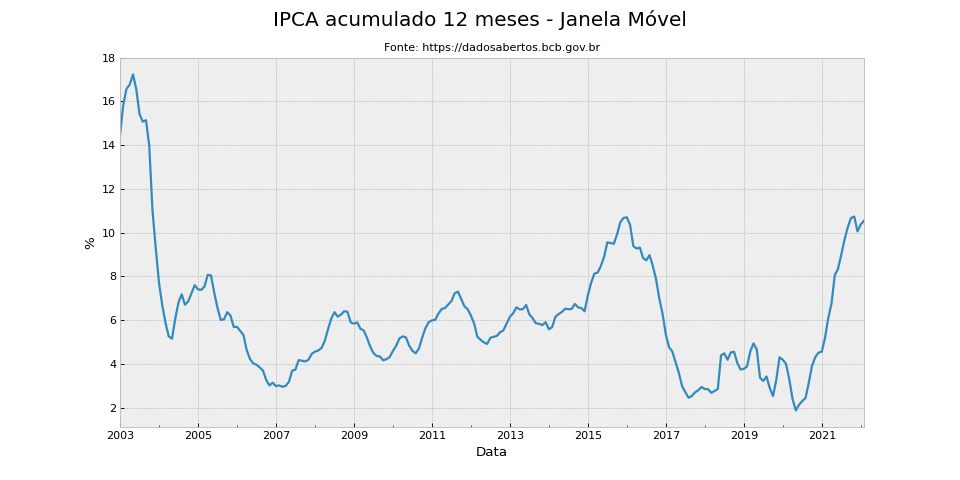 IPCA acumulado 12 meses - Janela Móvel
Fonte: https://dadosabertos.bcb.gov.br
18
16
14
12
10
8
6
4
2
%
2003 2005 2007 2009 2011 2013 2015 2017 2019 2021
Data